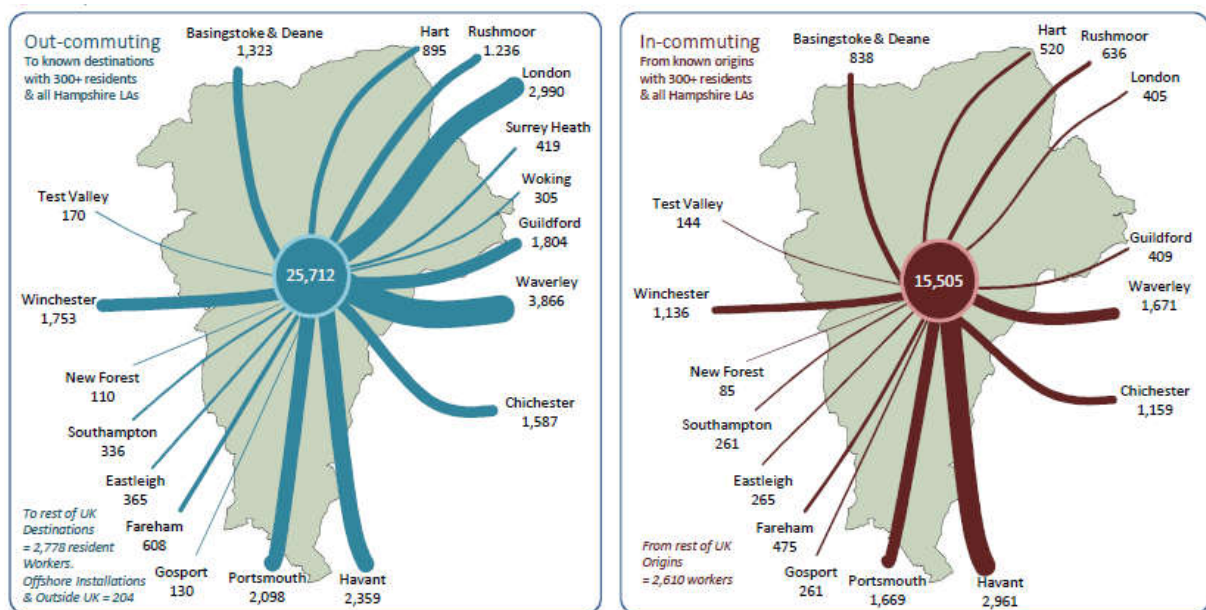 Out-commuting
To known destinations
with 300+ residents
& all Hampshire LAs
Basingstoke & Deane
1,323
Hart
895
Rushmoor
1.236
London
2,990
Surrey Heath
419
Woking
305
Guildford
1,804
Waverley
3,866
Chichester
1,587
Test Valley
170
25,712
Winchester
1,753
New Forest
110
Southampton
336
Eastleigh
365
Fareham
608
Gosport
130
Portsmouth
2,098
Havant
2,359
To rest of UK
Destinations
= 2,778 resident
Workers.
Offshore Installations
& Outside UK = 204
In-commuting
From known origins
with 300+ residents
& all Hampshire LAs
Basingstoke & Deane
838
Hart
520
Rushmoor
636
London
405
Guildford
409
Waverley
1,671
Chichester
1,159
Test Valley
144
15,505
Winchester
1,136
New Forest
85
Southampton
261
Eastleigh
265
Fareham
475
Gosport
261
Portsmouth
1,669
Havant
2,961
From rest of UK
Origins
= 2,610 workers